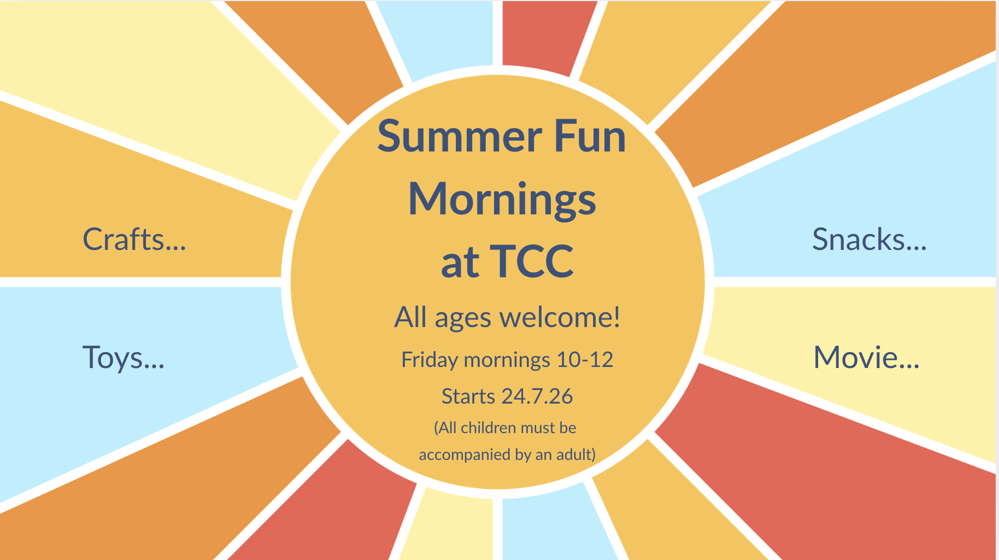 Summer Fun
Mornings
at TCC
All ages welcome!
Friday mornings 10-12
Starts 24.7.26
(All children must be
accompanied by an adult)
Crafts...
Snacks...
Toys...
Movie...